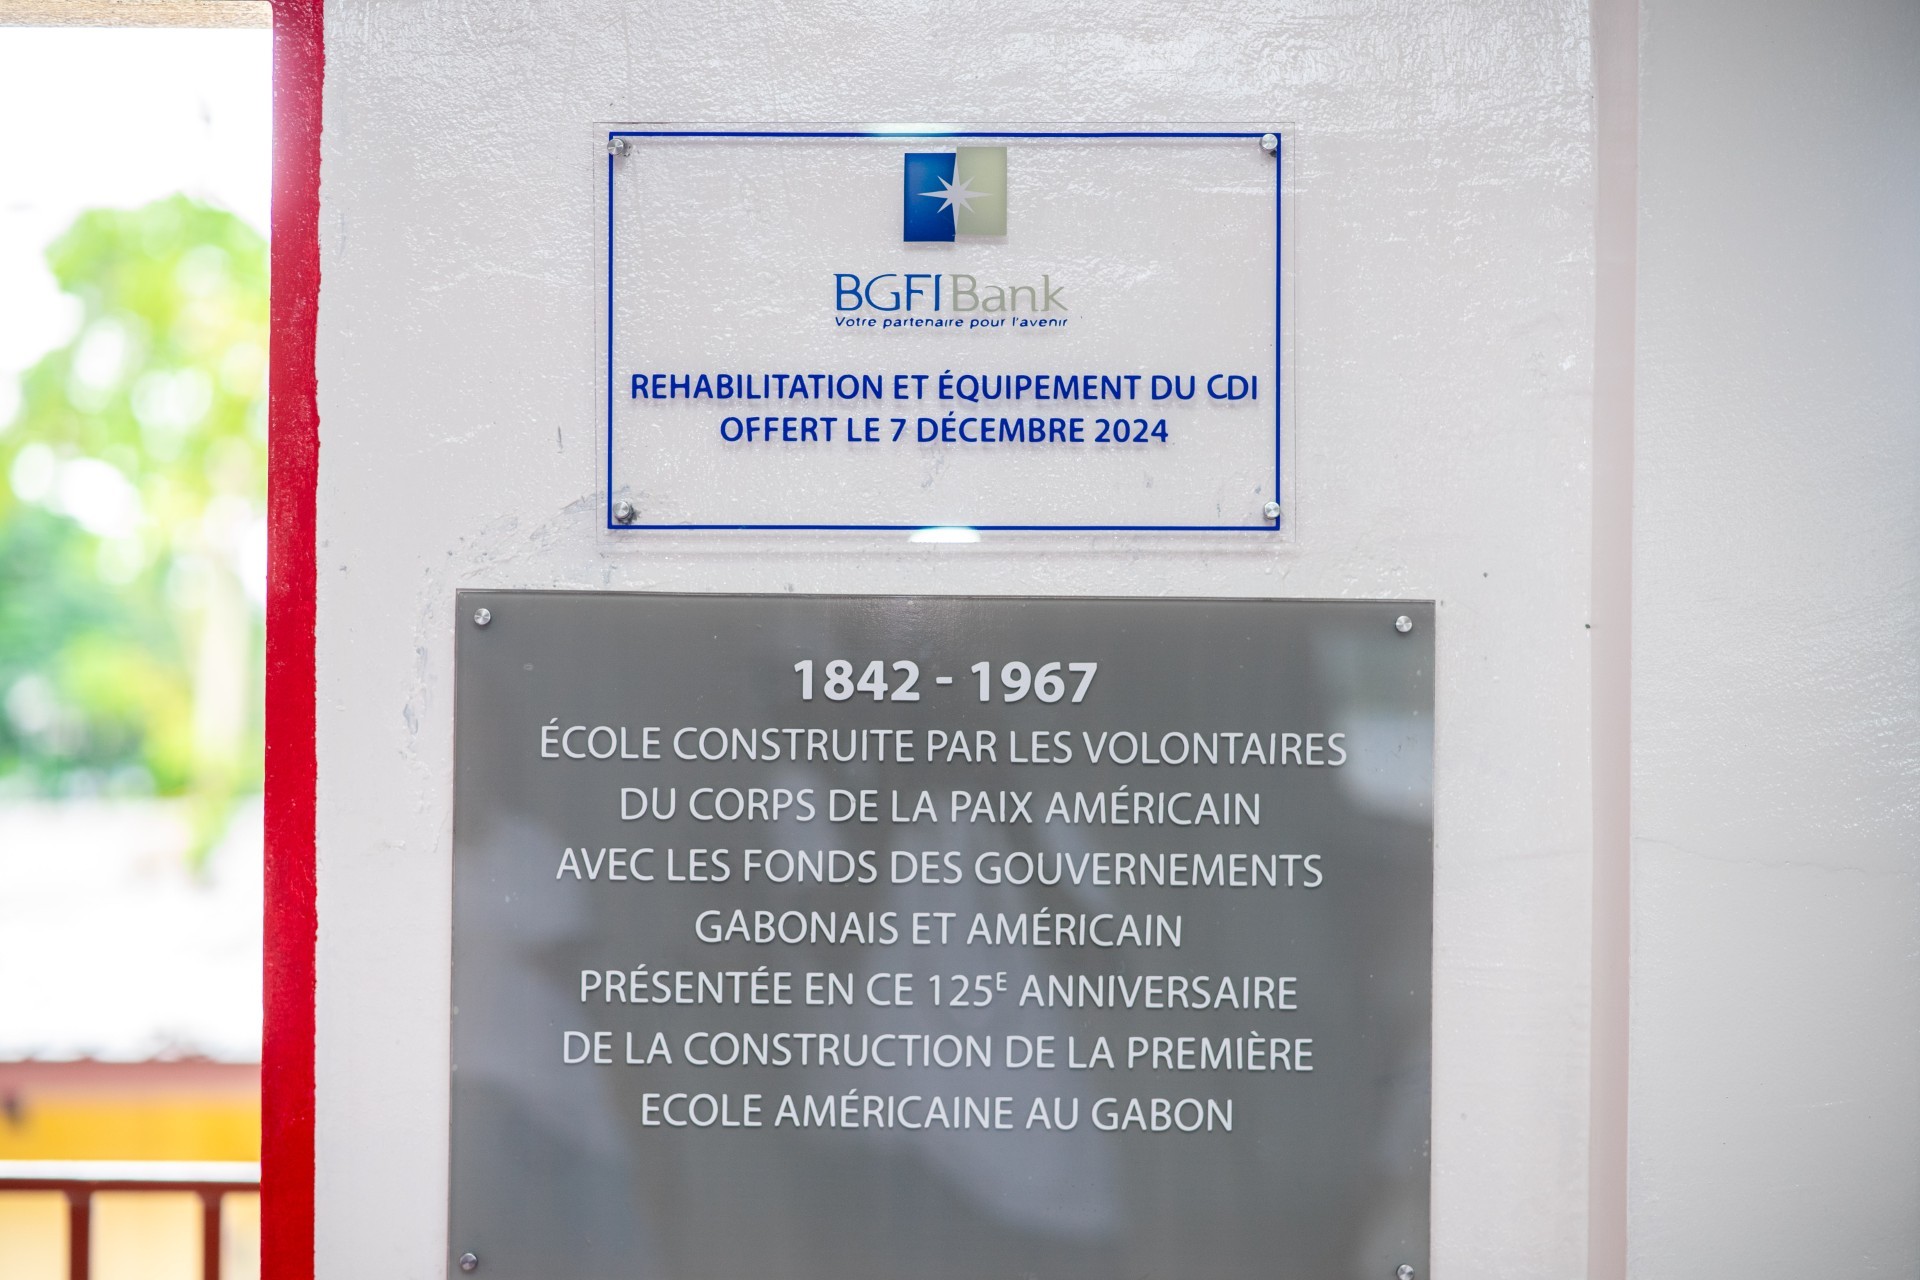 BGFIBank
Votre partenaire pour l'avenir
REHABILITATION ET ÉQUIPEMENT DU CDI
OFFERT LE 7 DÉCEMBRE 2024
1842 - 1967
ÉCOLE CONSTRUITE PAR LES VOLONTAIRES
DU CORPS DE LA PAIX AMÉRICAIN
AVEC LES FONDS DES GOUVERNEMENTS
GABONAIS ET AMÉRICAIN
PRÉSENTÉE EN CE 125E ANNIVERSAIRE
DE LA CONSTRUCTION DE LA PREMIÈRE
ECOLE AMÉRICAINE AU GABON